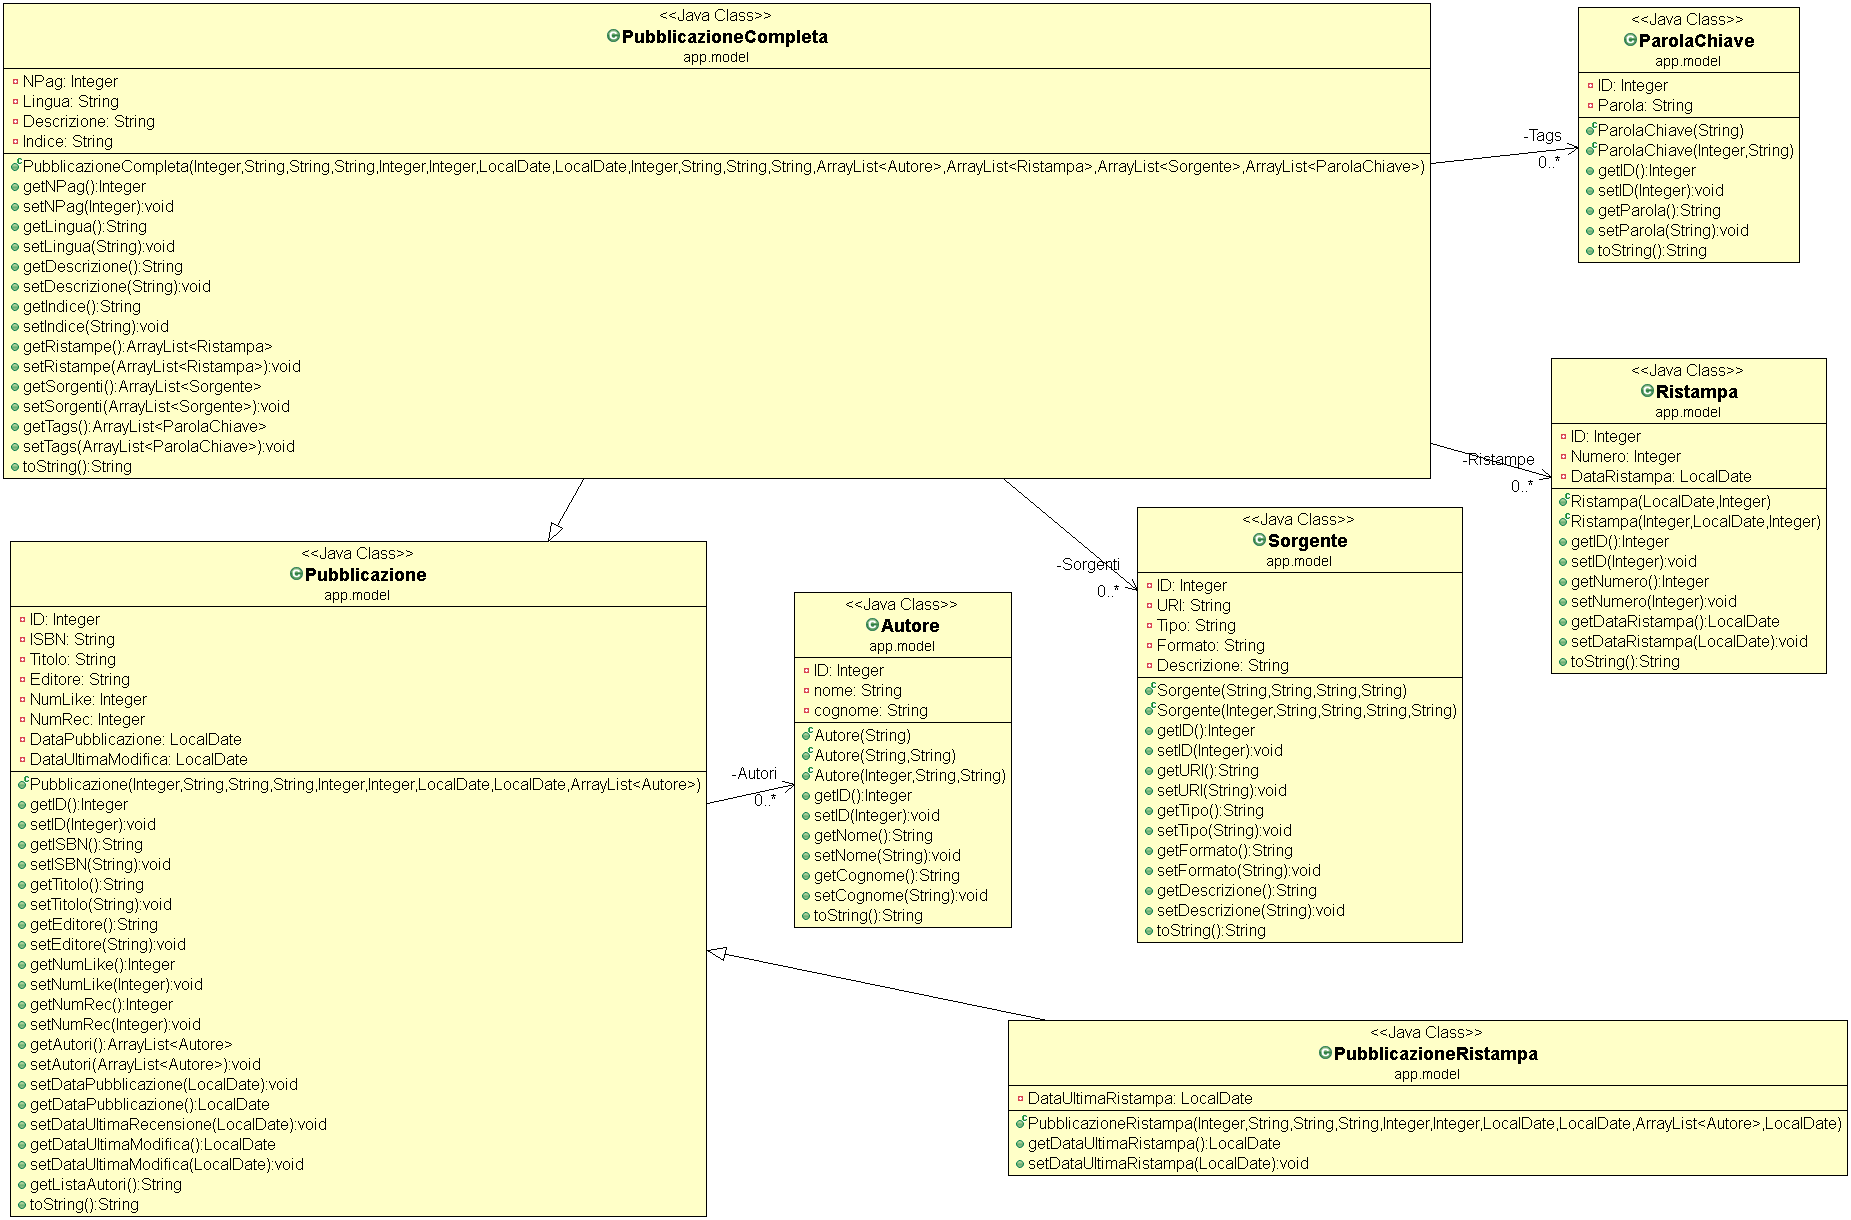 <<Java Class>>
PubblicazioneCompleta
app.model
NPag: Integer
Lingua: String
Descrizione: String
Indice: String
PubblicazioneCompleta(Integer,String,String,String,Integer,Integer,LocalDate,LocalDate,Integer,String,String,String,ArrayList<Autore>,ArrayList<Ristampa>,ArrayList<Sorgente>,ArrayList<ParolaChiave>)
getNPag():Integer
setNPag(Integer):void
getLingua():String
setLingua(String):void
getDescrizione():String
setDescrizione(String):void
getIndice():String
setIndice(String):void
getRistampe():ArrayList<Ristampa>
setRistampe(ArrayList<Ristampa>):void
getSorgenti():ArrayList<Sorgente>
setSorgenti(ArrayList<Sorgente>):void
getTags():ArrayList<ParolaChiave>
setTags(ArrayList<ParolaChiave>):void
toString():String
-Tags
0..*
<<Java Class>>
ParolaChiave
app.model
ID: Integer
Parola: String
ParolaChiave(String)
ParolaChiave(Integer,String)
getID():Integer
setID(Integer):void
getParola():String
setParola(String):void
toString():String
-Ristampe
0..*
<<Java Class>>
Ristampa
app.model
ID: Integer
Numero: Integer
DataRistampa: LocalDate
Ristampa(LocalDate,Integer)
Ristampa(Integer,LocalDate,Integer)
getID():Integer
setID(Integer):void
getNumero():Integer
setNumero(Integer):void
getDataRistampa():LocalDate
setDataRistampa(LocalDate):void
toString():String
<<Java Class>>
Pubblicazione
app.model
ID: Integer
ISBN: String
Titolo: String
Editore: String
NumLike: Integer
NumRec: Integer
DataPubblicazione: LocalDate
DataUltimaModifica: LocalDate
Pubblicazione(Integer,String,String,String,Integer,Integer,LocalDate,LocalDate,ArrayList<Autore>)
getID():Integer
setID(Integer):void
getISBN():String
setISBN(String):void
getTitolo():String
setTitolo(String):void
getEditore():String
setEditore(String):void
getNumLike():Integer
setNumLike(Integer):void
getNumRec():Integer
setNumRec(Integer):void
getAutori():ArrayList<Autore>
setAutori(ArrayList<Autore>):void
setDataPubblicazione(LocalDate):void
getDataPubblicazione():LocalDate
setDataUltimaRecensione(LocalDate):void
getDataUltimaModifica():LocalDate
setDataUltimaModifica(LocalDate):void
getListaAutori():String
toString():String
-Autori
0..*
<<Java Class>>
Autore
app.model
ID: Integer
nome: String
cognome: String
Autore(String)
Autore(String,String)
Autore(Integer,String,String)
getID():Integer
setID(Integer):void
getNome():String
setNome(String):void
getCognome():String
setCognome(String):void
toString():String
-Sorgenti
0..*
<<Java Class>>
Sorgente
app.model
ID: Integer
URI: String
Tipo: String
Formato: String
Descrizione: String
Sorgente(String,String,String,String)
Sorgente(Integer,String,String,String,String)
getID():Integer
setID(Integer):void
getURI():String
setURI(String):void
getTipo():String
setTipo(String):void
getFormato():String
setFormato(String):void
getDescrizione():String
setDescrizione(String):void
toString():String
<<Java Class>>
PubblicazioneRistampa
app.model
DataUltimaRistampa: LocalDate
PubblicazioneRistampa(Integer,String,String,String,Integer,Integer,LocalDate,LocalDate,ArrayList<Autore>,LocalDate)
getDataUltimaRistampa():LocalDate
setDataUltimaRistampa(LocalDate):void